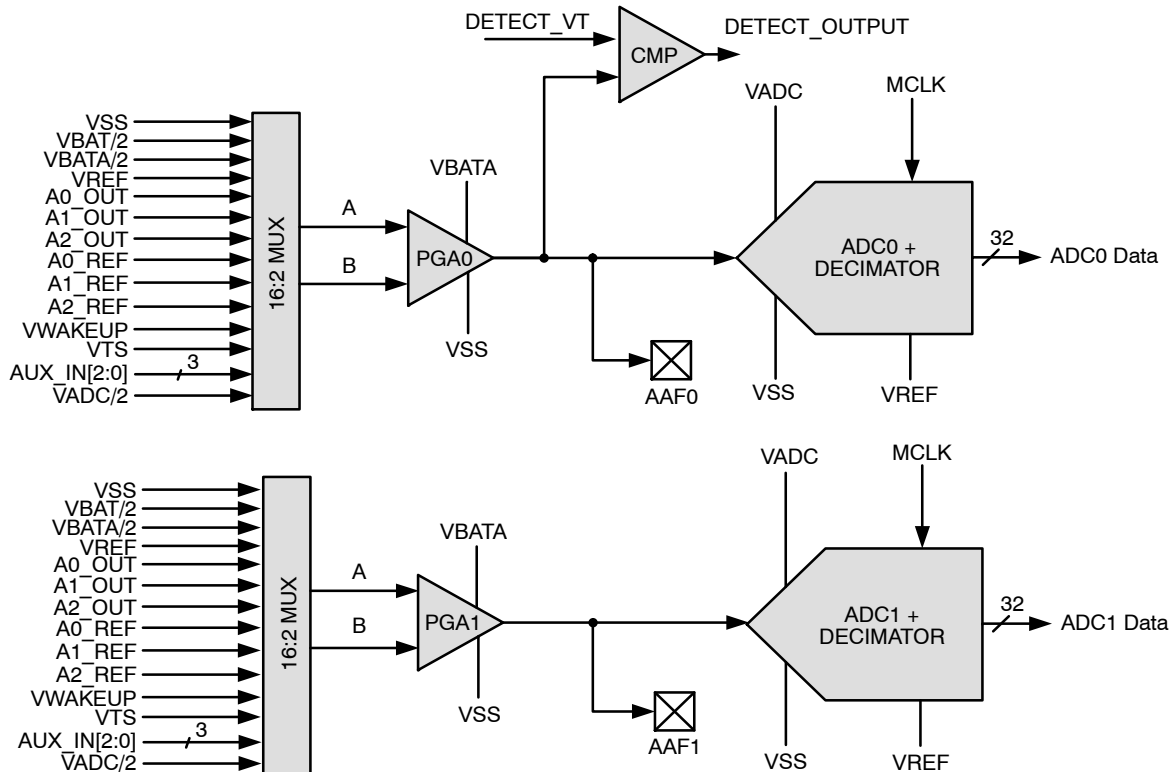 DETECT_VT
CMP
DETECT_OUTPUT
VADC
MCLK
VSS
VBAT/2
VBATA/2
VREF
A0_OUT
A1_OUT
A2_OUT
A0_REF
A1_REF
A2_REF
VWAKEUP
VTS
AUX_IN[2:0]
3
VADC/2
16:2 MUX
A
B
VBATA
PGA0
VSS
AAF0
ADC0 +
DECIMATOR
32
ADC0 Data
VSS
VREF
VADC
MCLK
VSS
VBAT/2
VBATA/2
VREF
A0_OUT
A1_OUT
A2_OUT
A0_REF
A1_REF
A2_REF
VWAKEUP
VTS
AUX_IN[2:0]
3
VADC/2
16:2 MUX
A
B
VBATA
PGA1
VSS
AAF1
ADC1 +
DECIMATOR
32
ADC1 Data
VSS
VREF